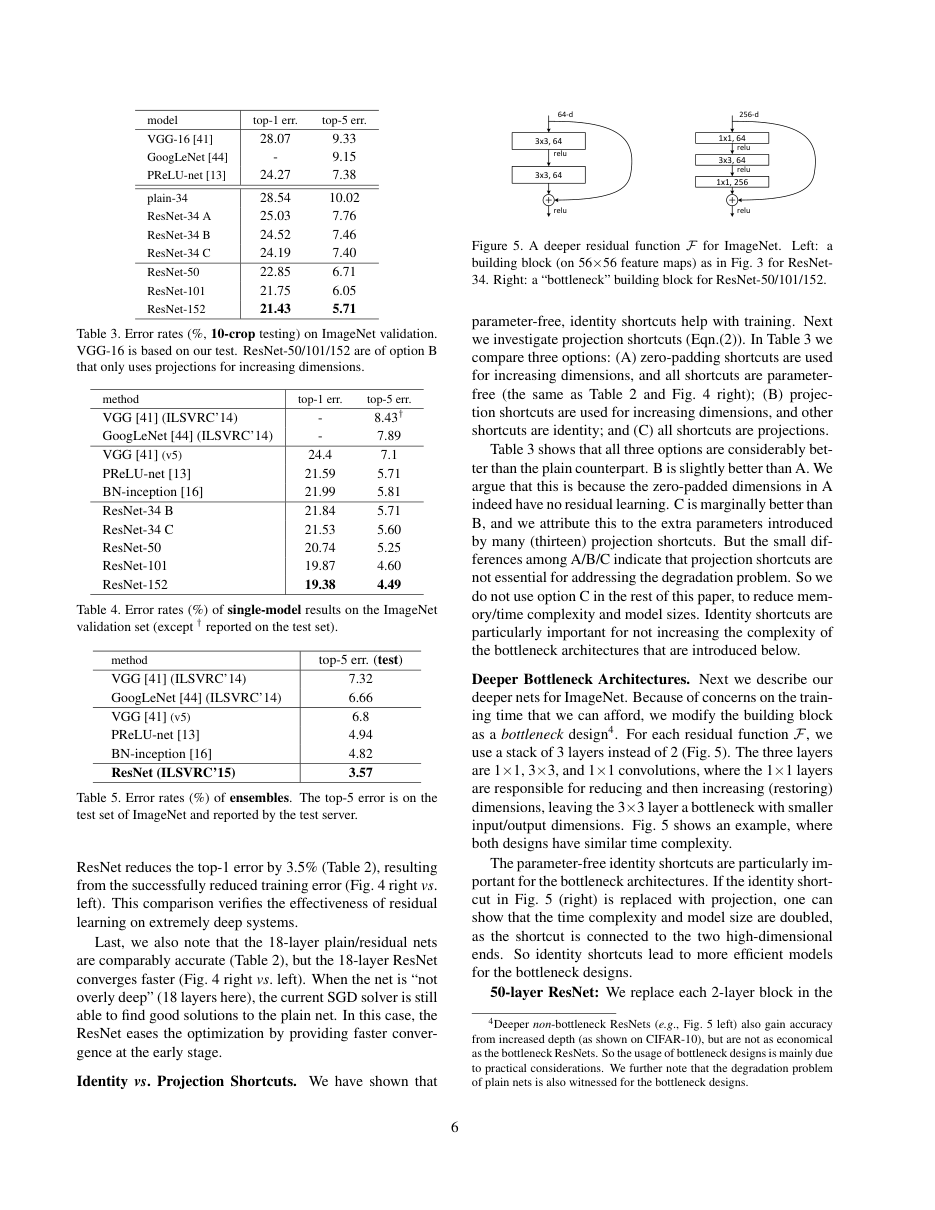 model top-1 err. top-5 err.
VGG-16 [41] 28.07 9.33
GoogLeNet [44] - 9.15
PReLU-net [13] 24.27 7.38
plain-34 28.54 10.02
ResNet-34 A 25.03 7.76
ResNet-34 B 24.52 7.46
ResNet-34 C 24.19 7.40
ResNet-50 22.85 6.71
ResNet-101 21.75 6.05
ResNet-152 21.43 5.71
Table 3. Error rates (%, 10-crop testing) on ImageNet validation.
VGG-16 is based on our test. ResNet-50/101/152 are of option B
that only uses projections for increasing dimensions.
method top-1 err. top-5 err.
VGG [41] (ILSVRC’14) - 8.43†
GoogLeNet [44] (ILSVRC’14) - 7.89
VGG [41] (v5) 24.4 7.1
PReLU-net [13] 21.59 5.71
BN-inception [16] 21.99 5.81
ResNet-34 B 21.84 5.71
ResNet-34 C 21.53 5.60
ResNet-50 20.74 5.25
ResNet-101 19.87 4.60
ResNet-152 19.38 4.49
Table 4. Error rates (%) of single-model results on the ImageNet
validation set (except † reported on the test set).
method top-5 err. (test)
VGG [41] (ILSVRC’14) 7.32
GoogLeNet [44] (ILSVRC’14) 6.66
VGG [41] (v5) 6.8
PReLU-net [13] 4.94
BN-inception [16] 4.82
ResNet (ILSVRC’15) 3.57
Table 5. Error rates (%) of ensembles. The top-5 error is on the
test set of ImageNet and reported by the test server.
ResNet reduces the top-1 error by 3.5% (Table 2), resulting
from the successfully reduced training error (Fig. 4 right vs.
left). This comparison verifies the effectiveness of residual
learning on extremely deep systems.
Last, we also note that the 18-layer plain/residual nets
are comparably accurate (Table 2), but the 18-layer ResNet
converges faster (Fig. 4 right vs. left). When the net is “not
overly deep” (18 layers here), the current SGD solver is still
able to find good solutions to the plain net. In this case, the
ResNet eases the optimization by providing faster conver-
gence at the early stage.
Identity vs. Projection Shortcuts. We have shown that
64-d
3x3, 64
relu
3x3, 64
+
relu
256-d
1x1, 64
relu
3x3, 64
relu
1x1, 256
+
relu
Figure 5. A deeper residual function F for ImageNet. Left: a
building block (on 56×56 feature maps) as in Fig. 3 for ResNet-
34. Right: a “bottleneck” building block for ResNet-50/101/152.
parameter-free, identity shortcuts help with training. Next
we investigate projection shortcuts (Eqn.(2)). In Table 3 we
compare three options: (A) zero-padding shortcuts are used
for increasing dimensions, and all shortcuts are parameter-
free (the same as Table 2 and Fig. 4 right); (B) projec-
tion shortcuts are used for increasing dimensions, and other
shortcuts are identity; and (C) all shortcuts are projections.
Table 3 shows that all three options are considerably bet-
ter than the plain counterpart. B is slightly better than A. We
argue that this is because the zero-padded dimensions in A
indeed have no residual learning. C is marginally better than
B, and we attribute this to the extra parameters introduced
by many (thirteen) projection shortcuts. But the small dif-
ferences among A/B/C indicate that projection shortcuts are
not essential for addressing the degradation problem. So we
do not use option C in the rest of this paper, to reduce mem-
ory/time complexity and model sizes. Identity shortcuts are
particularly important for not increasing the complexity of
the bottleneck architectures that are introduced below.
Deeper Bottleneck Architectures. Next we describe our
deeper nets for ImageNet. Because of concerns on the train-
ing time that we can afford, we modify the building block
as a bottleneck design4. For each residual function F, we
use a stack of 3 layers instead of 2 (Fig. 5). The three layers
are 1×1, 3×3, and 1×1 convolutions, where the 1×1 layers
are responsible for reducing and then increasing (restoring)
dimensions, leaving the 3×3 layer a bottleneck with smaller
input/output dimensions. Fig. 5 shows an example, where
both designs have similar time complexity.
The parameter-free identity shortcuts are particularly im-
portant for the bottleneck architectures. If the identity short-
cut in Fig. 5 (right) is replaced with projection, one can
show that the time complexity and model size are doubled,
as the shortcut is connected to the two high-dimensional
ends. So identity shortcuts lead to more efficient models
for the bottleneck designs.
50-layer ResNet: We replace each 2-layer block in the
4Deeper non-bottleneck ResNets (e.g., Fig. 5 left) also gain accuracy
from increased depth (as shown on CIFAR-10), but are not as economical
as the bottleneck ResNets. So the usage of bottleneck designs is mainly due
to practical considerations. We further note that the degradation problem
of plain nets is also witnessed for the bottleneck designs.
6